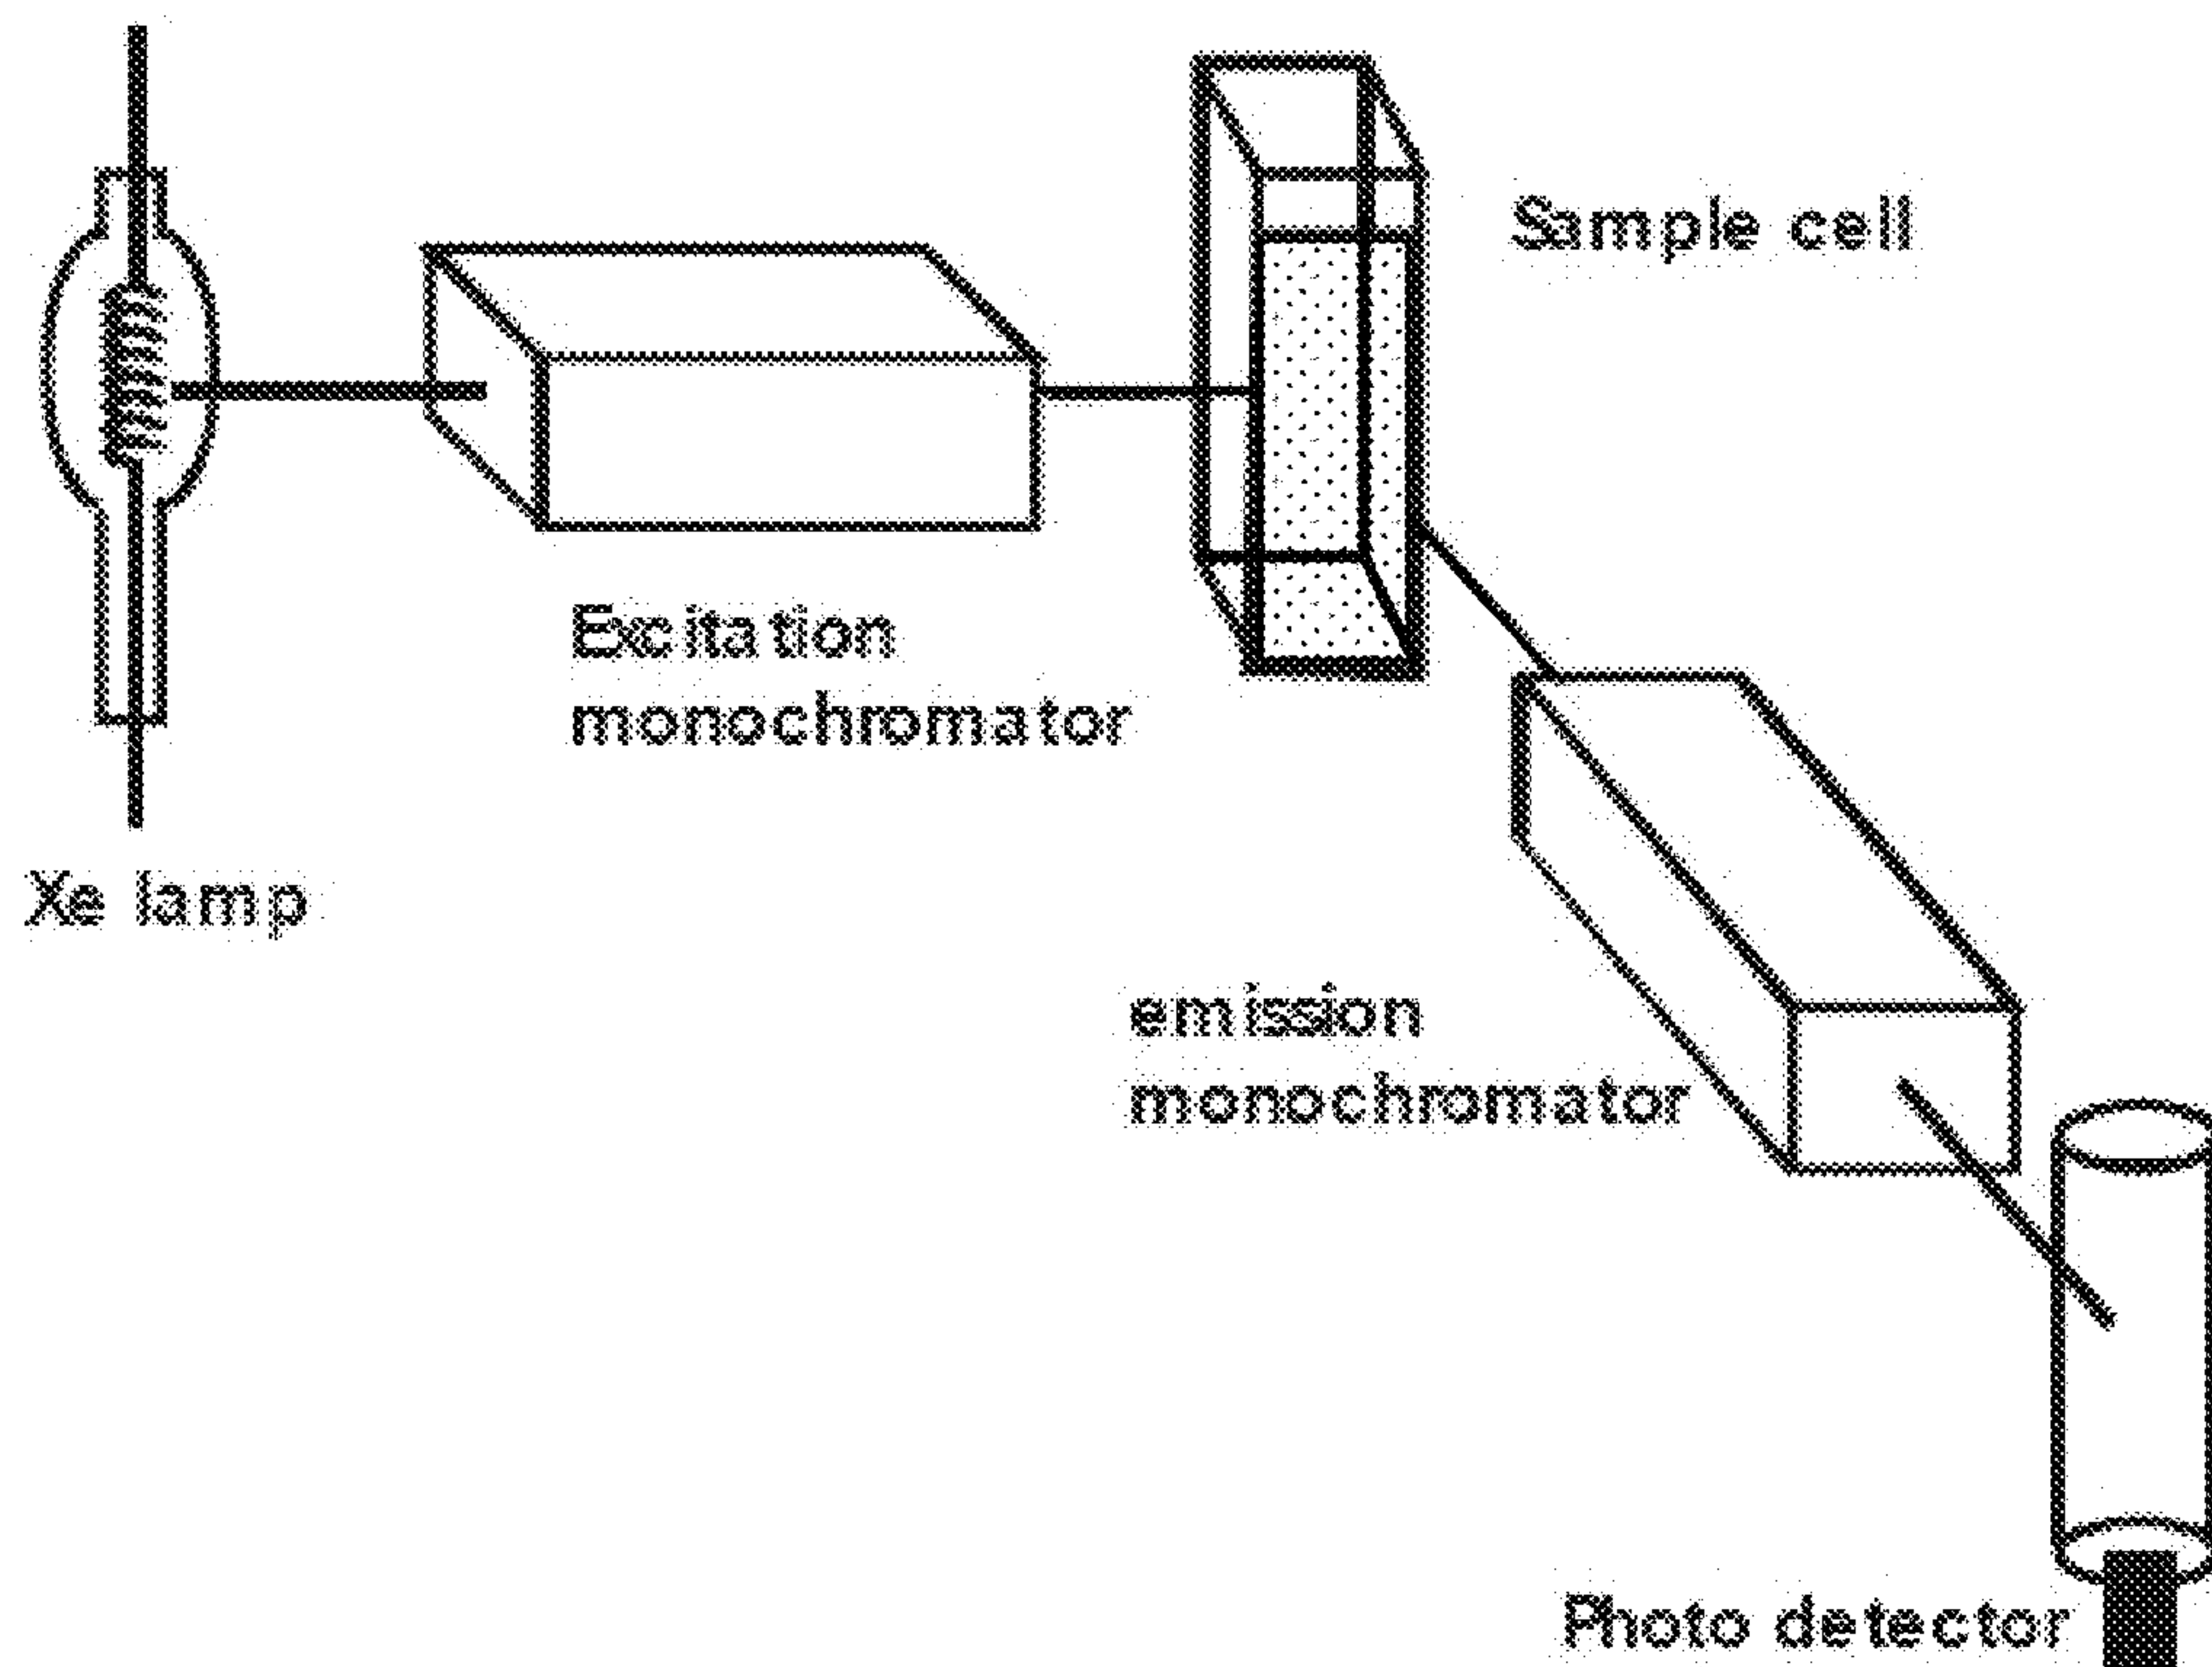 Sample cell
Excitation
monochromator
Xe lamp
emission
monochromator
Photo detector